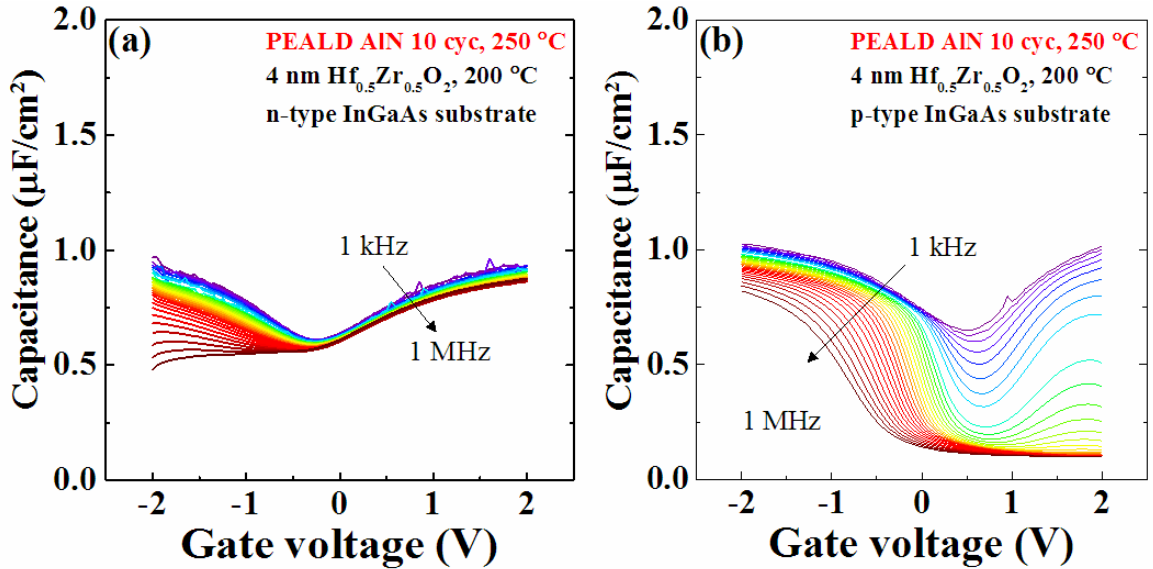 (a)
PEALD AlN 10 cyc, 250 °C
4 nm Hf0.5Zr0.5O2, 200 °C
n-type InGaAs substrate
2.0
1.5
1.0
0.5
0.0
Capacitance (μF/cm2)
1 kHz
1 MHz
-2
-1
0
1
2
Gate voltage (V)
(b)
PEALD AlN 10 cyc, 250 °C
4 nm Hf0.5Zr0.5O2, 200 °C
p-type InGaAs substrate
2.0
1.5
1.0
0.5
0.0
Capacitance (μF/cm2)
1 kHz
1 MHz
-2
-1
0
1
2
Gate voltage (V)